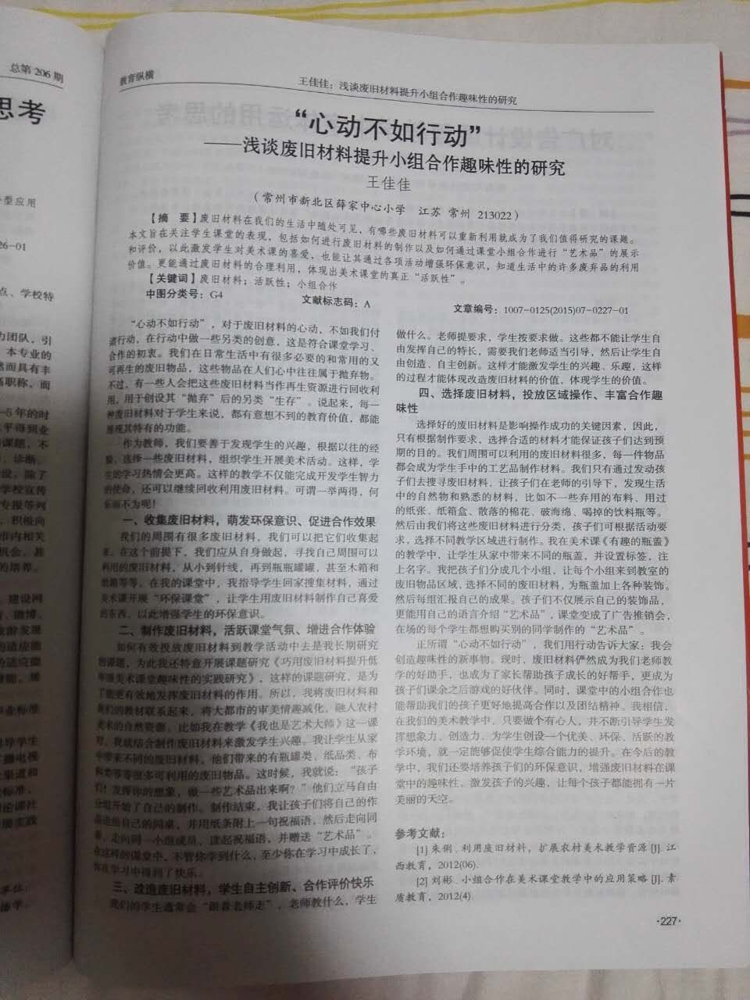 总第 206 期
思考
型应用
26-01
点、学校特
力团队，引
本专业的
然而具有丰
高职称，而
-5 年的时
水平得到业
课题，不
、诊断、
设。除了
学校宣传
专报等列
，积极向
市内相关
机会，甚
的培养。
建设网
、微博、
旅游发展
的适应能
业标准
导学生
播电视
渠道和
标准，
论课社
展实践
教育纵横
王佳佳：浅谈废旧材料提升小组合作趣味性的研究
“心动不如行动”
——浅谈废旧材料提升小组合作趣味性的研究
王佳佳
（常州市新北区薛家中心小学　江苏 常州 213022）
【摘　要】废旧材料在我们的生活中随处可见，有哪些废旧材料可以重新利用就成为了我们值得研究的课题。
本文旨在关注学生课堂的表现，包括如何进行废旧材料的制作以及如何通过课堂小组合作进行“艺术品”的展示
和评价，以此激发学生对美术课的喜爱，也能让其通过各项活动增强环保意识，知道生活中的许多废弃品的利用
价值。更能通过废旧材料的合理利用，体现出美术课堂的真正“活跃性”。
【关键词】废旧材料；活跃性；小组合作
中图分类号：G4　　文献标志码：A　　文章编号：1007-0125(2015)07-0227-01
“心动不如行动”，对于废旧材料的心动，不如我们付
诸行动，在行动中做一些另类的创意，这是符合课堂学习、
合作的初衷。我们在日常生活中有很多必要的和常用的又
可再生的废旧物品，这些物品在人们心中往往属于抛弃物。
不过，有一些人会把这些废旧材料当作再生资源进行回收利
用，用于创设其“抛弃”后的另类“生存”。说起来，每一
种废旧材料对于学生来说，都有意想不到的教育价值，都能
展现其特有的功能。
作为教师，我们要善于发现学生的兴趣，根据以往的经
验，选择一些废旧材料，组织学生开展美术活动。这样，学
生的学习热情会更高。这样的教学不仅能完成开发学生智力
的使命，还可以继续回收利用废旧材料。可谓一举两得，何
乐而不为呢！
一、收集废旧材料，萌发环保意识、促进合作效果
我们的周围有很多废旧材料，我们可以把它们收集起
来。在这个前提下，我们应从自身做起，寻找自己周围可以
利用的废旧材料，从小到针线，再到瓶瓶罐罐，甚至木箱和
纸箱等等。在我的课堂中，我指导学生回家搜集材料，通过
美术课开展“环保课堂”，让学生用废旧材料制作自己喜爱
的东西，以此增强学生的环保意识。
二、制作废旧材料，活跃课堂气氛、增进合作体验
如何有效投放废旧材料到教学活动中去是我长期研究
的课题，为此我还特意开展课题研究《巧用废旧材料提升低
年级美术课堂趣味性的实践研究》，这样的课题研究，是为
了能更有效地发挥废旧材料的作用。所以，我将废旧材料和
我们的教材联系起来，将大都市的审美情趣减化，融入农村
美术的自然资源。比如我在教学《我也是艺术大师》这一课
时，我就结合制作废旧材料来激发学生兴趣。我让学生从家
中带来不同的废旧材料，他们带来的有瓶罐类、纸品类、布
料类等等很多可利用的废旧物品。这时候，我就说：“孩子
们！发挥你的想象，做一些艺术品出来啊？”他们立马自由
分组开始了自己的制作。制作结束，我让孩子们将自己的作
品送给自己的同桌，并用纸条附上一句祝福语，然后走向同
桌，走向同一小组成员，读起祝福语，并赠送“艺术品”。
在这样的课堂中，不管你学到什么，至少你在学习中成长了，
你在学习中得到了快乐。
三、改造废旧材料，学生自主创新、合作评价快乐
我们的学生通常会“跟着老师走”，老师教什么，学生
做什么。老师提要求，学生按要求做。这些都不能让学生自
由发挥自己的特长，需要我们老师适当引导，然后让学生自
由创造、自主创新。这样才能激发学生的兴趣、乐趣，这样
的过程才能体现改造废旧材料的价值，体现学生的价值。
四、选择废旧材料，投放区域操作、丰富合作趣
味性
选择好的废旧材料是影响操作成功的关键因素，因此，
只有根据制作要求，选择合适的材料才能保证孩子们达到预
期的目的。我们周围可以利用的废旧材料很多，每一件物品
都会成为学生手中的工艺品制作材料。我们只有通过发动孩
子们去搜寻废旧材料，让孩子们在老师的引导下，发现生活
中的自然物和熟悉的材料，比如不一些弃用的布料、用过
的纸张、纸箱盒、散落的棉花、破海绵、喝掉的饮料瓶等。
然后由我们将这些废旧材料进行分类，孩子们可根据活动要
求，选择不同教学区域进行制作。我在美术课《有趣的瓶盖》
的教学中，让学生从家中带来不同的瓶盖，并设置标签，注
上名字。我把孩子们分成几个小组，让每个小组来到教室的
废旧物品区域，选择不同的废旧材料，为瓶盖加上各种装饰。
然后每组汇报自己的成果。孩子们不仅展示自己的装饰品，
更能用自己的语言介绍“艺术品”，课堂变成了广告推销会，
在场的每个学生都想购买别的同学制作的“艺术品”。
正所谓“心动不如行动”，我们用行动告诉大家：我会
创造趣味性的新事物。现时，废旧材料俨然成为我们老师教
学的好助手，也成为了家长帮助孩子成长的好帮手，更成为
孩子们课余之后游戏的好伙伴。同时，课堂中的小组合作也
能帮助我们的孩子更好地提高合作以及团结精神。我相信，
在我们的美术教学中，只要做个有心人，并不断引导学生发
挥想象力、创造力，为学生创设一个优美、环保、活跃的教
学环境，就一定能够促使学生综合能力的提升。在今后的教
学中，我们还要培养孩子们的环保意识，增强废旧材料在课
堂中的趣味性，激发孩子的兴趣，让每个孩子都能拥有一片
美丽的天空。
参考文献：
[1] 朱俐. 利用废旧材料，扩展农村美术教学资源 [J]. 江
西教育，2012(06).
[2] 刘彬. 小组合作在美术课堂教学中的应用策略 [J]. 素
质教育，2012(4).
·227·